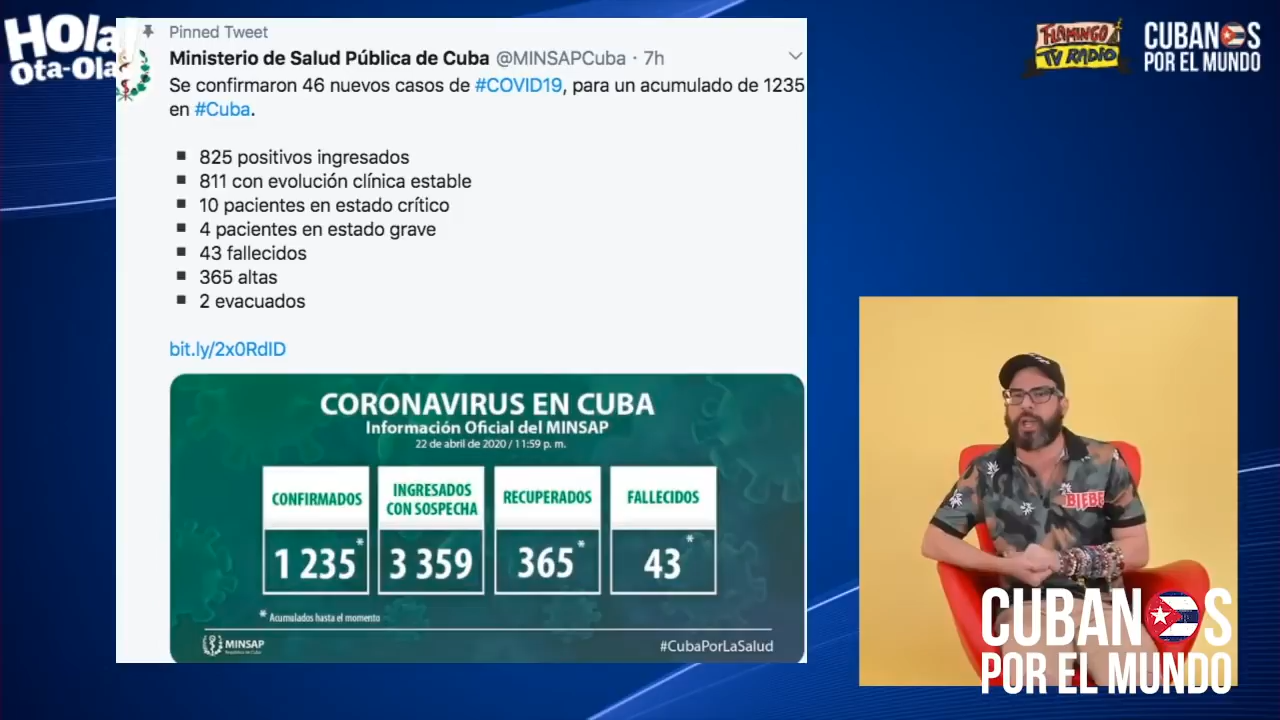 HOla!
Ota-Ola
Pinned Tweet
Ministerio de Salud Pública de Cuba @MINSAPCuba · 7h
Se confirmaron 46 nuevos casos de #COVID19, para un acumulado de 1235
en #Cuba.
▪ 825 positivos ingresados
▪ 811 con evolución clínica estable
▪ 10 pacientes en estado crítico
▪ 4 pacientes en estado grave
▪ 43 fallecidos
▪ 365 altas
▪ 2 evacuados
bit.ly/2x0RdID
CORONAVIRUS EN CUBA
Información Oficial del MINSAP
22 de abril de 2020 / 11:59 p. m.
CONFIRMADOS
1 235*
INGRESADOS
CON SOSPECHA
3 359
RECUPERADOS
365*
FALLECIDOS
43*
* Acumulados hasta el momento
MINSAP
#CubaPorLaSalud
FLAMINGO
TV RADIO
CUBANOS
POR EL MUNDO
BIEBE
CUBANOS
POR EL MUNDO